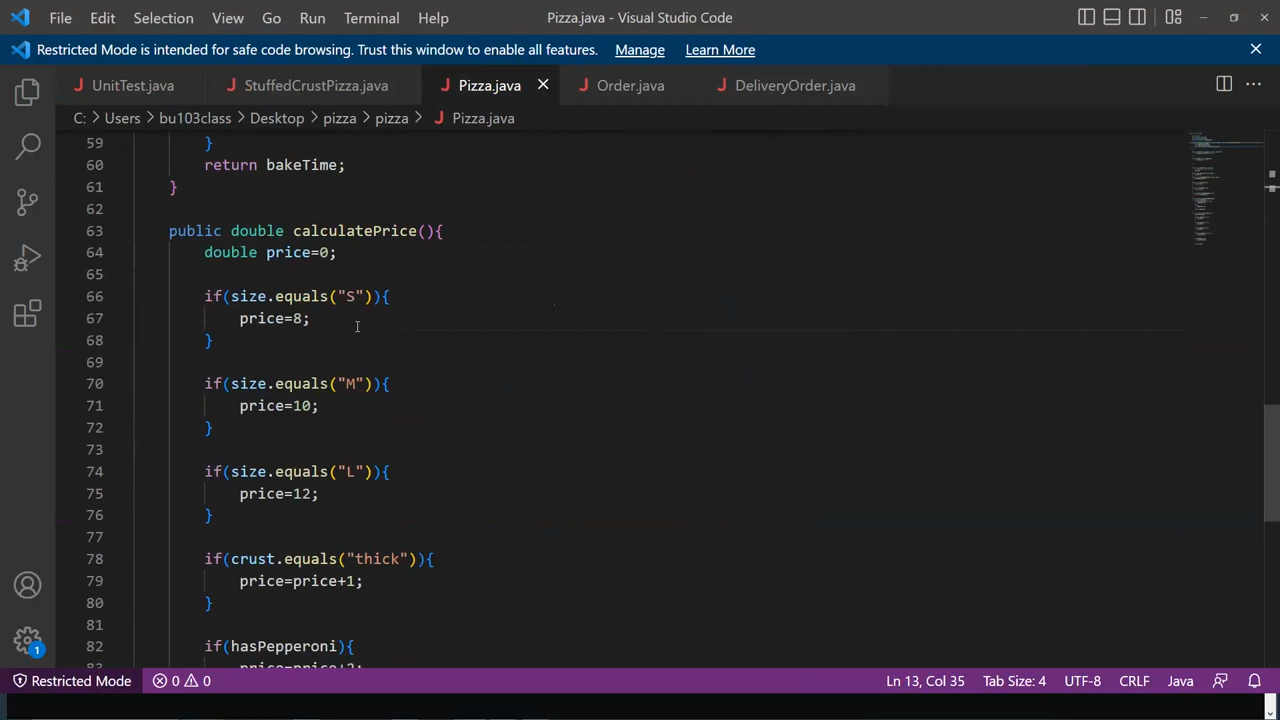 File Edit Selection View Go Run Terminal Help Pizza.java - Visual Studio Code
Restricted Mode is intended for safe code browsing. Trust this window to enable all features. Manage Learn More
UnitTest.java StuffedCrustPizza.java Pizza.java Order.java DeliveryOrder.java
C: > Users > bu103class > Desktop > pizza > pizza > Pizza.java
59 }
60 return bakeTime;
61 }
62
63 public double calculatePrice(){
64 double price=0;
65
66 if(size.equals("S")){
67 price=8;
68 }
69
70 if(size.equals("M")){
71 price=10;
72 }
73
74 if(size.equals("L")){
75 price=12;
76 }
77
78 if(crust.equals("thick")){
79 price=price+1;
80 }
81
82 if(hasPepperoni){
1
Restricted Mode 0 0 Ln 13, Col 35 Tab Size: 4 UTF-8 CRLF Java